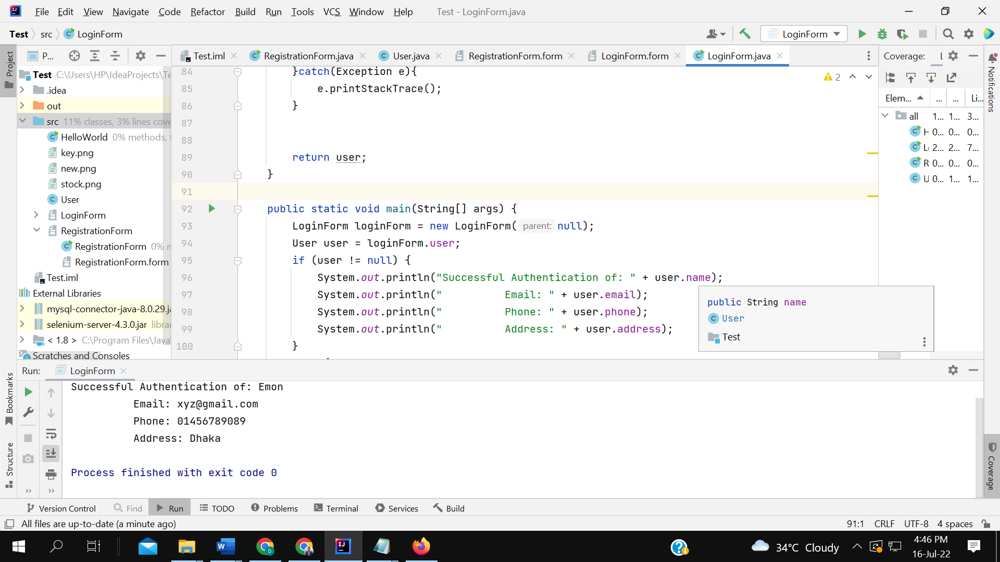 File Edit View Navigate Code Refactor Build Run Tools VCS Window Help Test - LoginForm.java
Test src LoginForm
LoginForm
Project
P...
Test.iml RegistrationForm.java User.java RegistrationForm.form LoginForm.form LoginForm.java
Coverage: L
Notifications
Test C:\Users\HP\IdeaProjects\Te
.idea
out
src 11% classes, 3% lines cove
HelloWorld 0% methods,
key.png
new.png
stock.png
User
LoginForm
RegistrationForm
RegistrationForm 0% n
RegistrationForm.form
Test.iml
External Libraries
mysql-connector-java-8.0.29.ja
selenium-server-4.3.0.jar librar
< 1.8 > C:\Program Files\Java\
Scratches and Consoles
84 }catch(Exception e){
85 e.printStackTrace();
86 }
87
88
89 return user;
90 }
91
92 public static void main(String[] args) {
93 LoginForm loginForm = new LoginForm( parent: null);
94 User user = loginForm.user;
95 if (user != null) {
96 System.out.println("Successful Authentication of: " + user.name);
97 System.out.println("          Email: " + user.email);
98 System.out.println("          Phone: " + user.phone);
99 System.out.println("          Address: " + user.address);
100 }
2
public String name
User
Test
Elem... ... ... Li...
all 1... 1... 3...
H 0... 0... 0...
L 2... 2... 7...
R 0... 0... 0...
U 0... 1... 1...
Run: LoginForm
Successful Authentication of: Emon
Email: xyz@gmail.com
Phone: 01456789089
Address: Dhaka
Process finished with exit code 0
Bookmarks
Structure
Coverage
Version Control Find Run TODO Problems Terminal Services Build
All files are up-to-date (a minute ago)
91:1 CRLF UTF-8 4 spaces
34°C Cloudy
4:46 PM
16-Jul-22